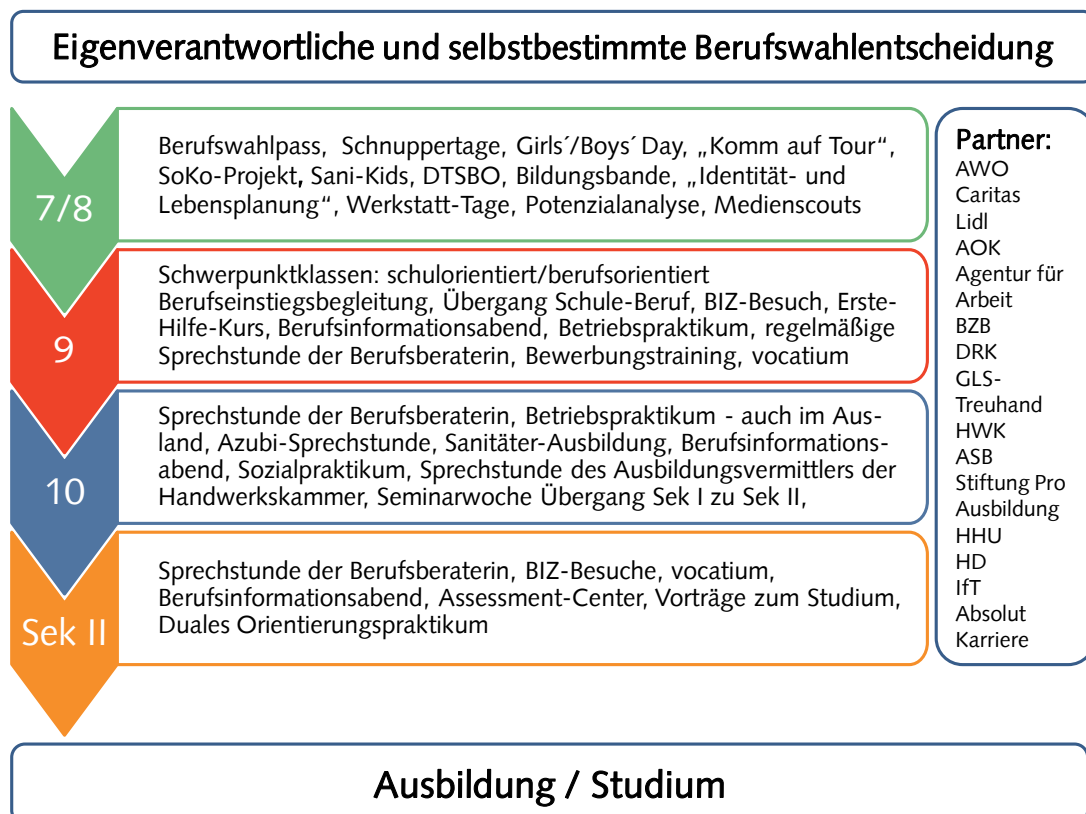 Eigenverantwortliche und selbstbestimmte Berufswahlentscheidung
7/8
Berufswahlpass, Schnuppertage, Girls´/Boys´ Day, „Komm auf Tour“,
SoKo-Projekt, Sani-Kids, DTSBO, Bildungsbande, „Identität- und
Lebensplanung“, Werkstatt-Tage, Potenzialanalyse, Medienscouts
9
Schwerpunktklassen: schulorientiert/berufsorientiert
Berufseinstiegsbegleitung, Übergang Schule-Beruf, BIZ-Besuch, Erste-
Hilfe-Kurs, Berufsinformationsabend, Betriebspraktikum, regelmäßige
Sprechstunde der Berufsberaterin, Bewerbungstraining, vocatium
10
Sprechstunde der Berufsberaterin, Betriebspraktikum - auch im Aus-
land, Azubi-Sprechstunde, Sanitäter-Ausbildung, Berufsinformations-
abend, Sozialpraktikum, Sprechstunde des Ausbildungsvermittlers der
Handwerkskammer, Seminarwoche Übergang Sek I zu Sek II,
Sek II
Sprechstunde der Berufsberaterin, BIZ-Besuche, vocatium,
Berufsinformationsabend, Assessment-Center, Vorträge zum Studium,
Duales Orientierungspraktikum
Partner:
AWO
Caritas
Lidl
AOK
Agentur für
Arbeit
BZB
DRK
GLS-
Treuhand
HWK
ASB
Stiftung Pro
Ausbildung
HHU
HD
IfT
Absolut
Karriere
Ausbildung / Studium